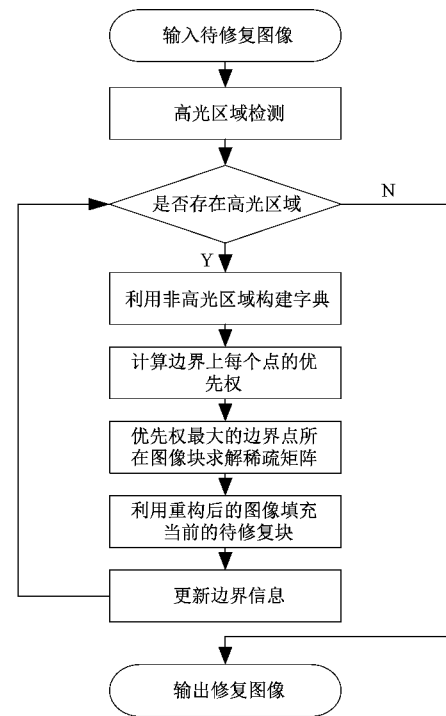 输入待修复图像
高光区域检测
是否存在高光区域
N
Y
利用非高光区域构建字典
计算边界上每个点的优
先权
优先权最大的边界点所
在图像块求解稀疏矩阵
利用重构后的图像填充
当前的待修复块
更新边界信息
输出修复图像